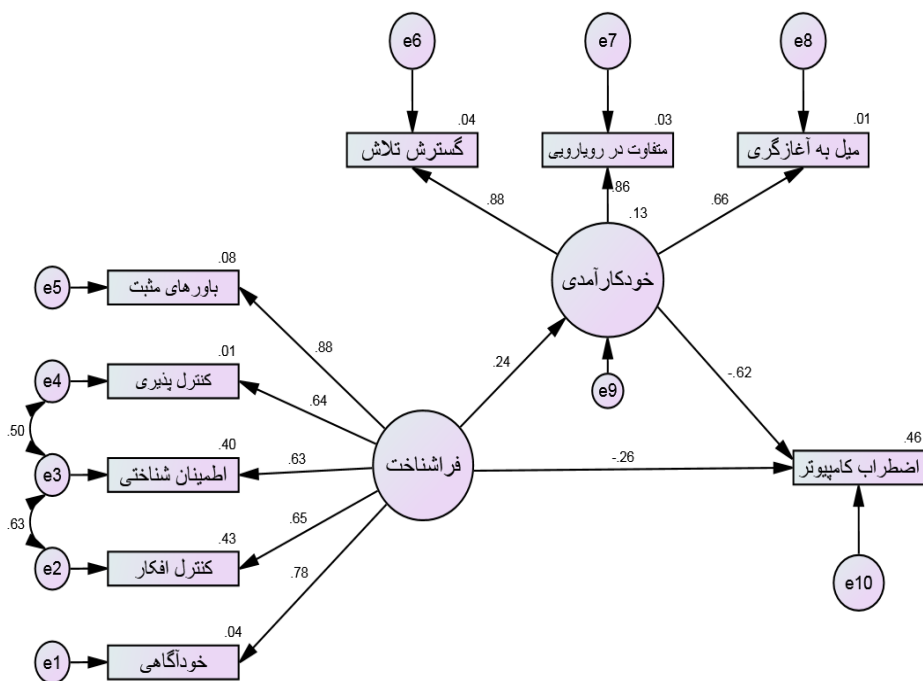 e6
e7
e8
.04
.03
.01
گسترش تلاش
متفاوت در رویارویی
میل به آغازگری
.88
.86
.66
.13
خودکارآمدی
.08
e5
باورهای مثبت
.88
.01
e4
کنترل پذیری
.64
.24
e9
-.62
.50
.40
.46
e3
اطمینان شناختی
.63
فراشناخت
-.26
اضطراب کامپیوتر
.63
.43
.65
e2
کنترل افکار
.78
e10
.04
e1
خودآگاهی